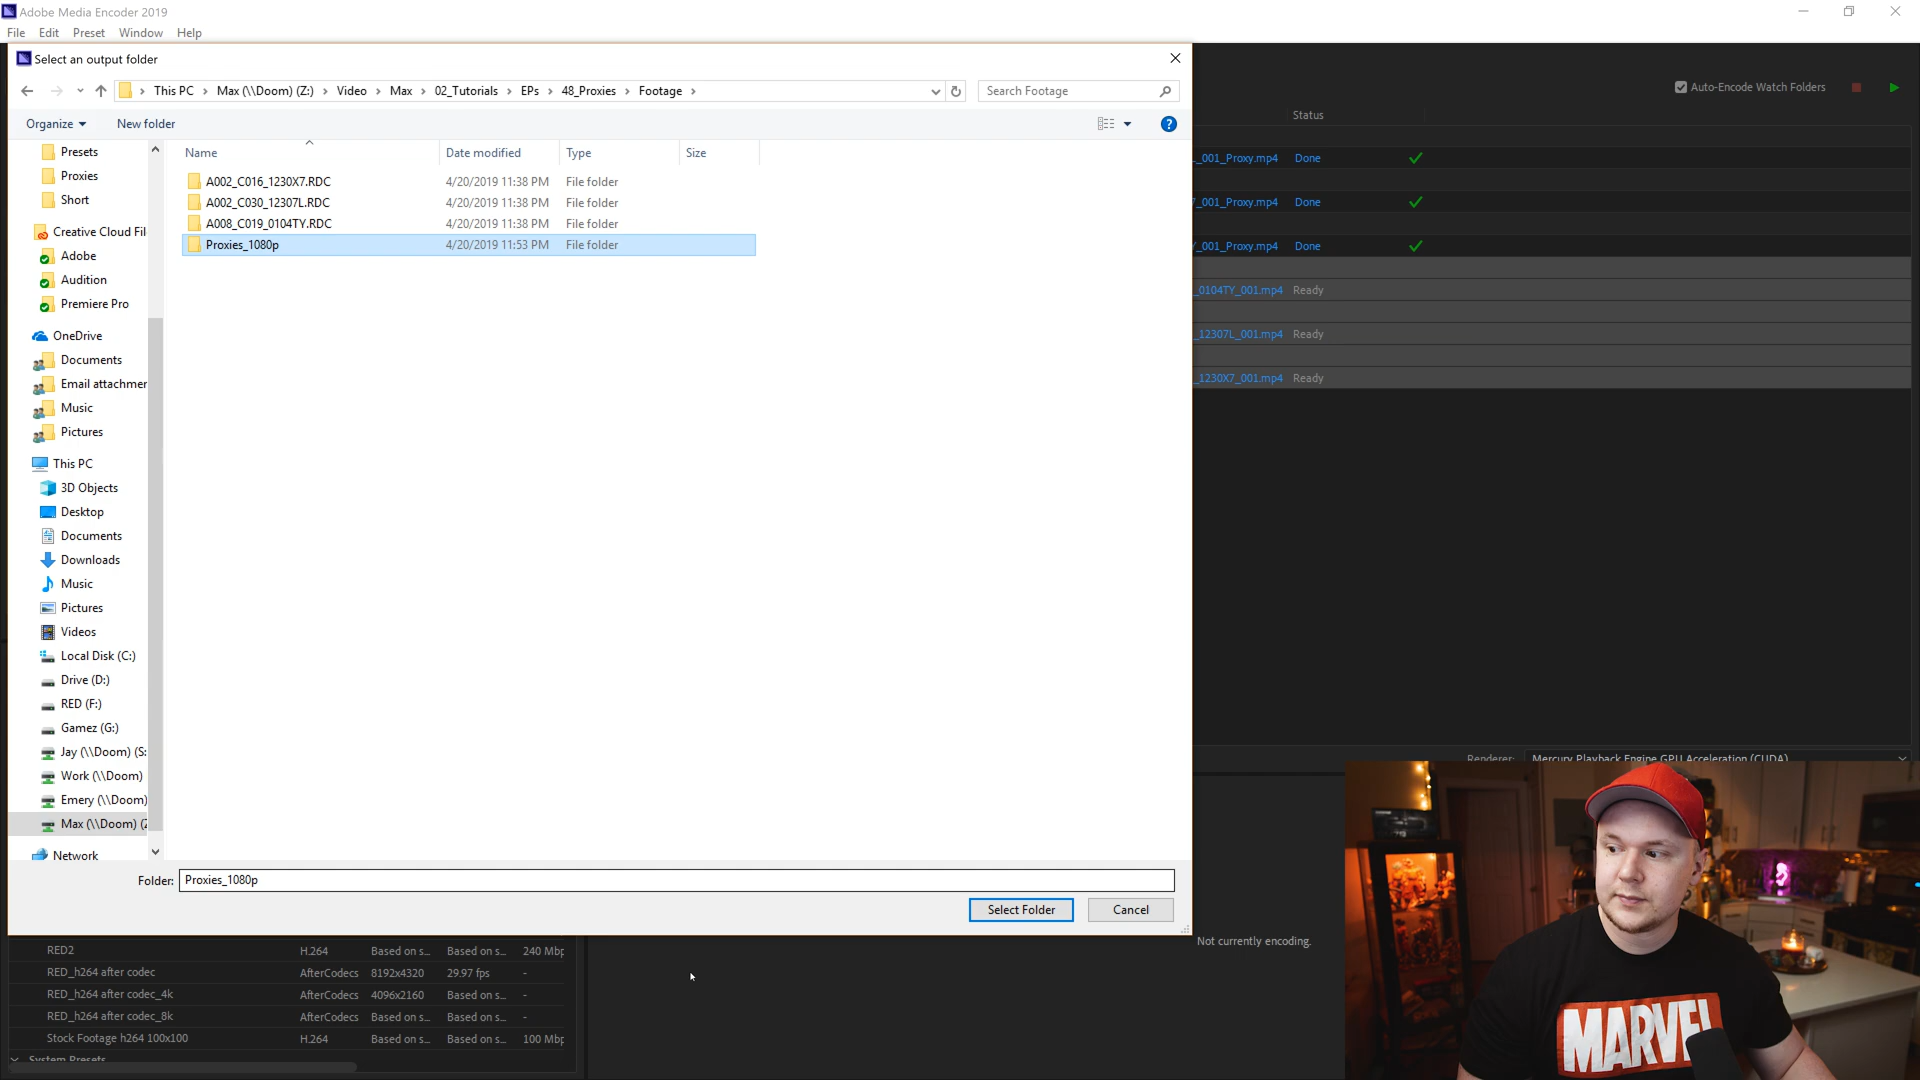 Adobe Media Encoder 2019
File Edit Preset Window Help
Select an output folder
This PC > Max (\\Doom) (Z:) > Video > Max > 02_Tutorials > EPs > 48_Proxies > Footage >
Search Footage
Organize New folder
Name Date modified Type Size
A002_C016_1230X7.RDC 4/20/2019 11:38 PM File folder
A002_C030_12307L.RDC 4/20/2019 11:38 PM File folder
A008_C019_0104TY.RDC 4/20/2019 11:38 PM File folder
Proxies_1080p 4/20/2019 11:53 PM File folder
Presets
Proxies
Short
Creative Cloud Fil
Adobe
Audition
Premiere Pro
OneDrive
Documents
Email attachmer
Music
Pictures
This PC
3D Objects
Desktop
Documents
Downloads
Music
Pictures
Videos
Local Disk (C:)
Drive (D:)
RED (F:)
Gamez (G:)
Jay (\\Doom) (S:
Work (\\Doom)
Emery (\\Doom)
Max (\\Doom) (Z
Network
Folder: Proxies_1080p
Select Folder Cancel
Auto-Encode Watch Folders
Status
_001_Proxy.mp4 Done
_001_Proxy.mp4 Done
_001_Proxy.mp4 Done
_0104TY_001.mp4 Ready
_12307L_001.mp4 Ready
_1230X7_001.mp4 Ready
Renderer: Mercury Playback Engine GPU Acceleration (CUDA)
Not currently encoding.
RED2 H.264 Based on s... Based on s... 240 Mbp
RED_h264 after codec AfterCodecs 8192x4320 29.97 fps -
RED_h264 after codec_4k AfterCodecs 4096x2160 Based on s... -
RED_h264 after codec_8k AfterCodecs Based on s... Based on s... -
Stock Footage h264 100x100 H.264 Based on s... Based on s... 100 Mbp
System Presets
MARVEL